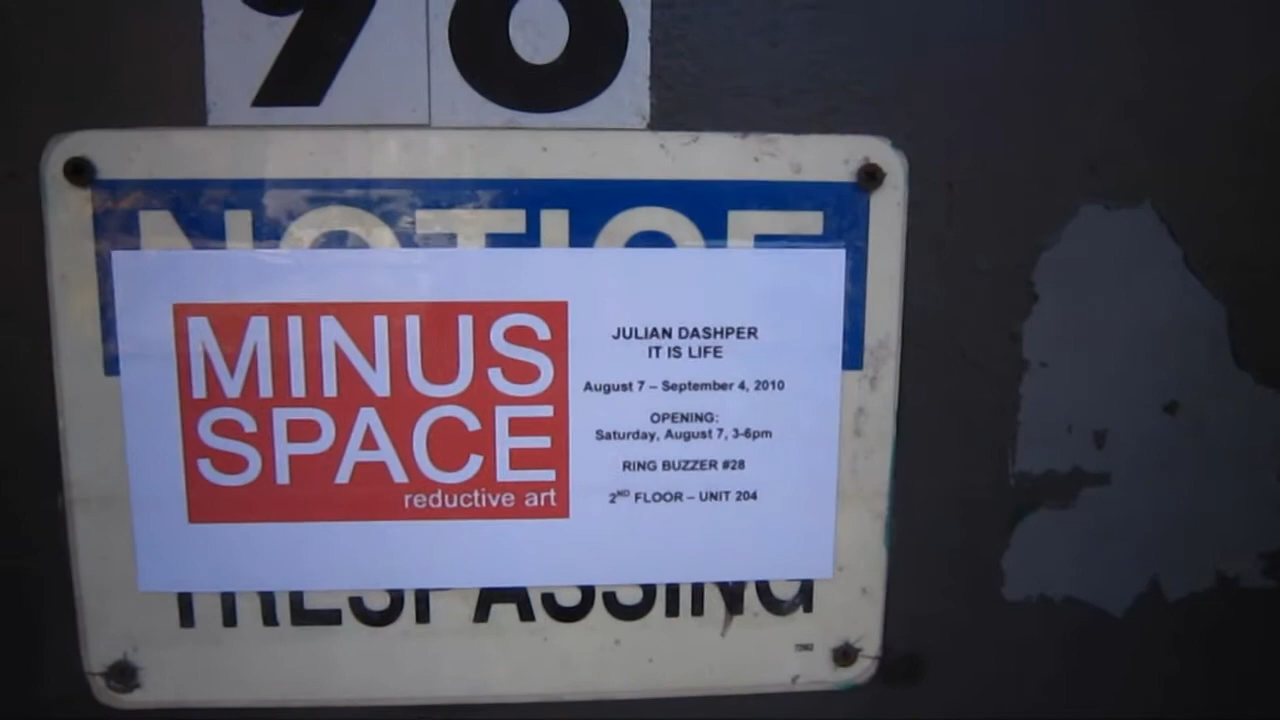 98
NOTICE
MINUS
SPACE
reductive art
JULIAN DASHPER
IT IS LIFE
August 7 – September 4, 2010
OPENING:
Saturday, August 7, 3-6pm
RING BUZZER #28
2ND FLOOR – UNIT 204
TRESPASSING